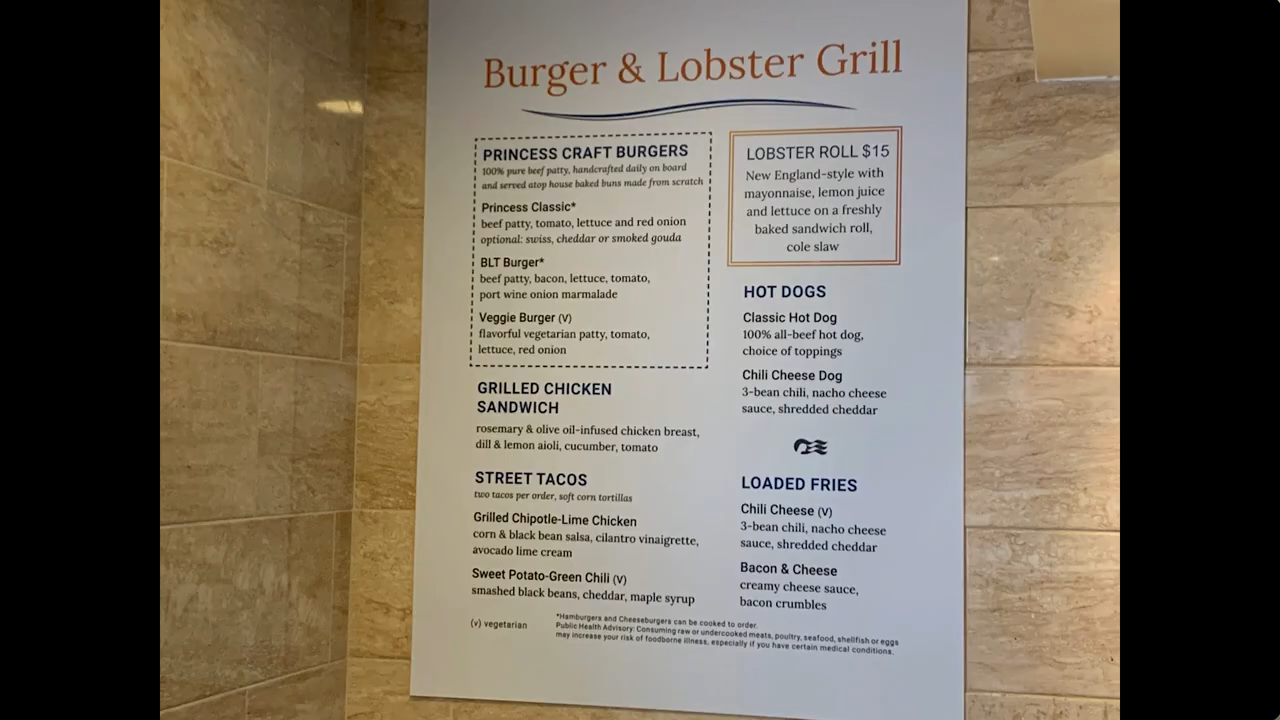 Burger & Lobster Grill
PRINCESS CRAFT BURGERS
100% pure beef patty, handcrafted daily on board
and served atop house baked buns made from scratch
Princess Classic*
beef patty, tomato, lettuce and red onion
optional: swiss, cheddar or smoked gouda
BLT Burger*
beef patty, bacon, lettuce, tomato,
port wine onion marmalade
Veggie Burger (V)
flavorful vegetarian patty, tomato,
lettuce, red onion
GRILLED CHICKEN
SANDWICH
rosemary & olive oil-infused chicken breast,
dill & lemon aioli, cucumber, tomato
STREET TACOS
two tacos per order, soft corn tortillas
Grilled Chipotle-Lime Chicken
corn & black bean salsa, cilantro vinaigrette,
avocado lime cream
Sweet Potato-Green Chili (V)
smashed black beans, cheddar, maple syrup
LOBSTER ROLL $15
New England-style with
mayonnaise, lemon juice
and lettuce on a freshly
baked sandwich roll,
cole slaw
HOT DOGS
Classic Hot Dog
100% all-beef hot dog,
choice of toppings
Chili Cheese Dog
3-bean chili, nacho cheese
sauce, shredded cheddar
LOADED FRIES
Chili Cheese (V)
3-bean chili, nacho cheese
sauce, shredded cheddar
Bacon & Cheese
creamy cheese sauce,
bacon crumbles
(v) vegetarian
*Hamburgers and Cheeseburgers can be cooked to order.
Public Health Advisory: Consuming raw or undercooked meats, poultry, seafood, shellfish or eggs
may increase your risk of foodborne illness, especially if you have certain medical conditions.